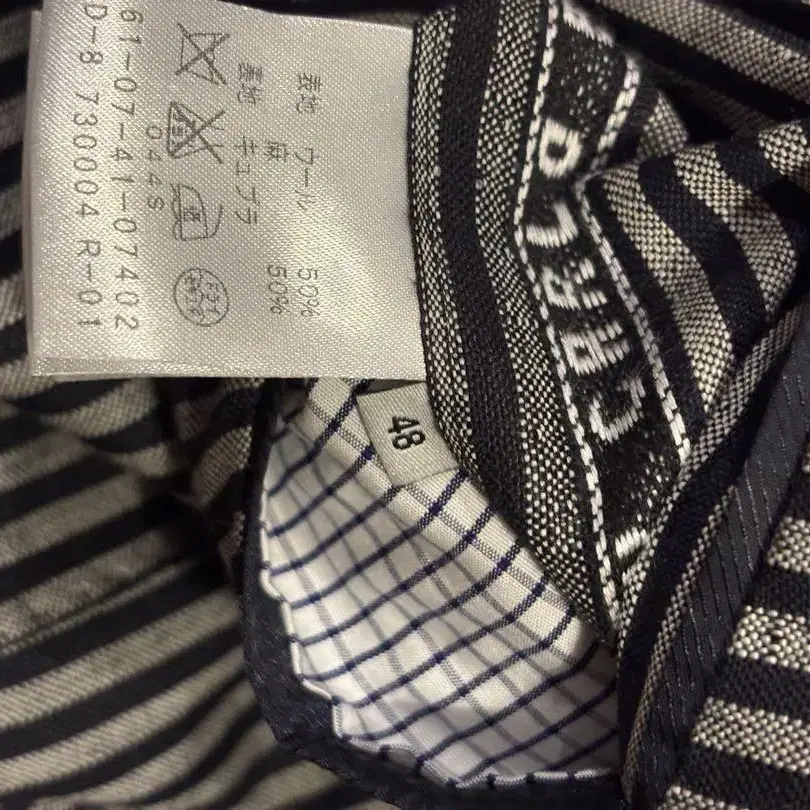 表地 ウール 50%
麻 50%
裏地 キュプラ
044S
61-07-41-07402
D-8 730004 R-01
48